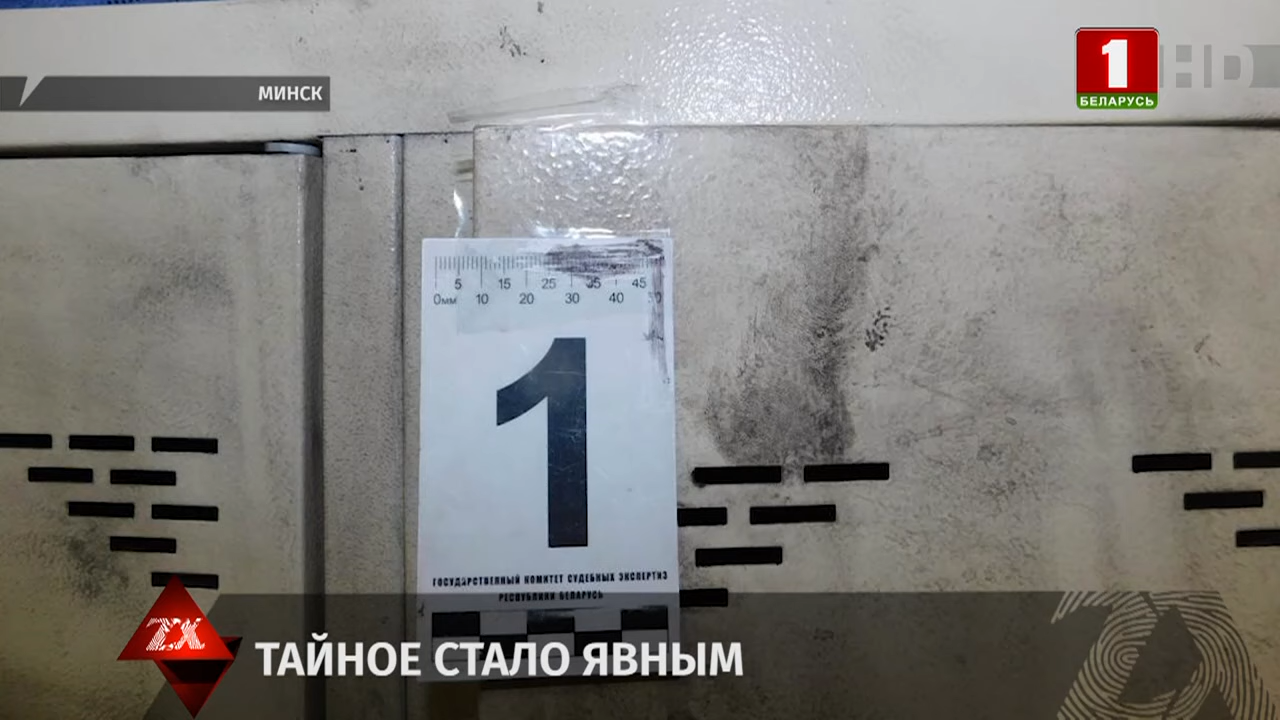 МИНСК
1
HD
БЕЛАРУСЬ
5 15 25 35 45
0мм 10 20 30 40 50
1
ГОСУДАРСТВЕННЫЙ КОМИТЕТ СУДЕБНЫХ ЭКСПЕРТИЗ
РЕСПУБЛИКИ БЕЛАРУСЬ
ZX
ТАЙНОЕ СТАЛО ЯВНЫМ